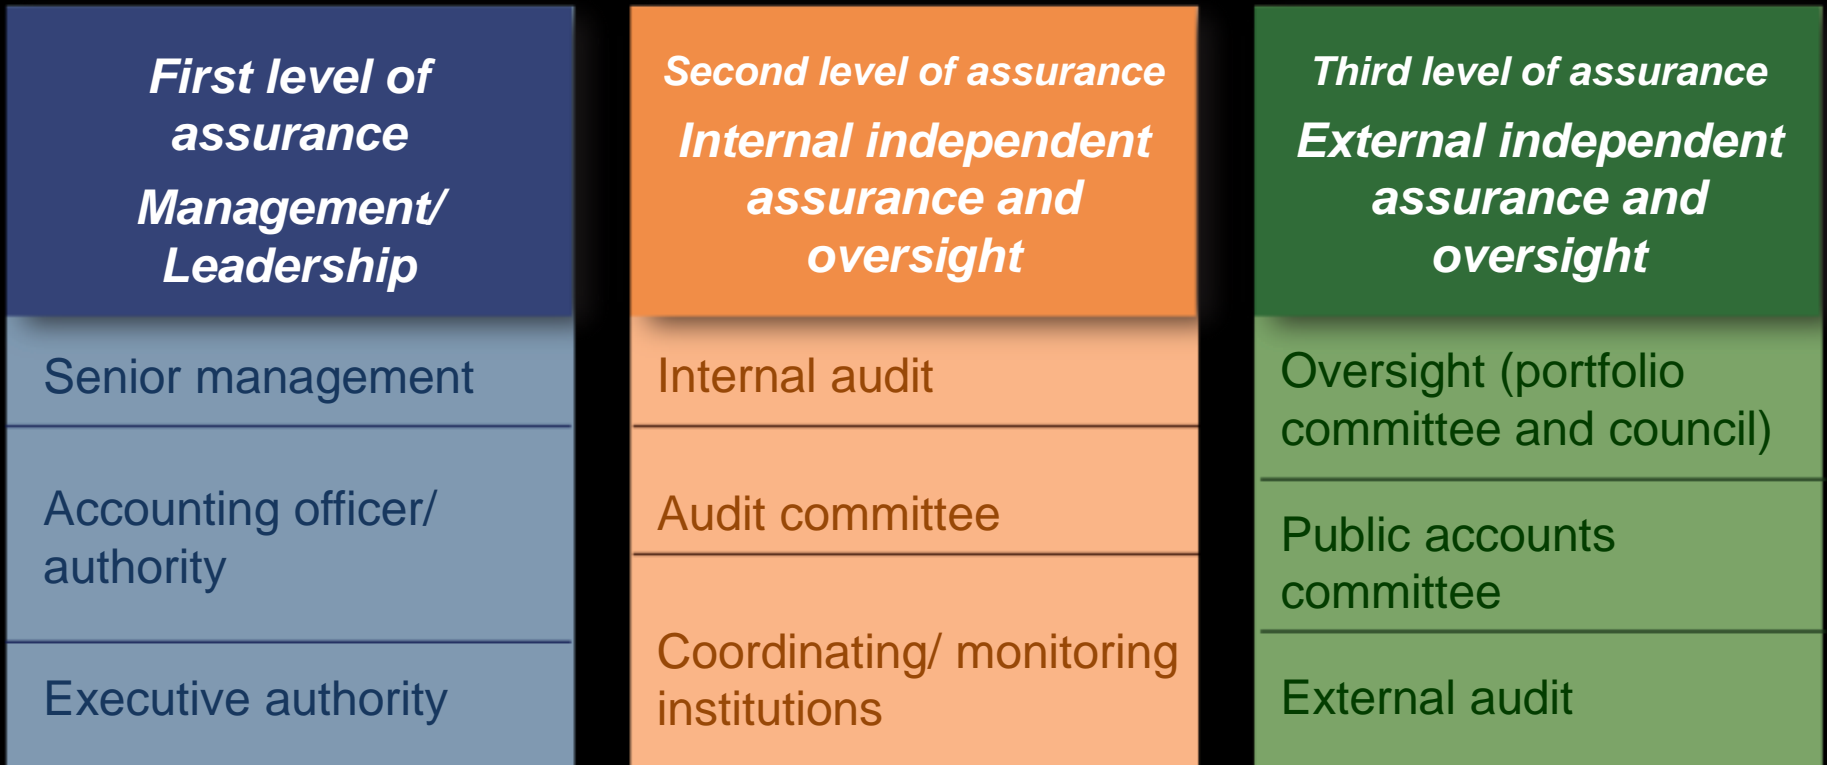 First level of
assurance
Management/
Leadership
Senior management
Accounting officer/
authority
Executive authority
Second level of assurance
Internal independent
assurance and
oversight
Internal audit
Audit committee
Coordinating/ monitoring
institutions
Third level of assurance
External independent
assurance and
oversight
Oversight (portfolio
committee and council)
Public accounts
committee
External audit